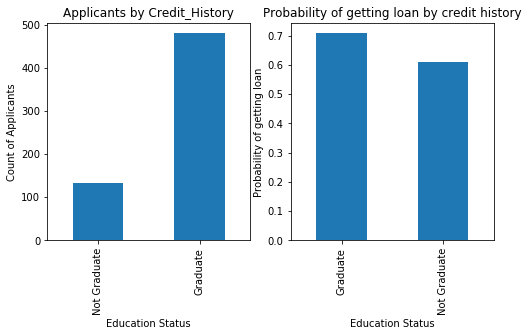 Applicants by Credit_History
Count of Applicants
500
400
300
200
100
0
Not Graduate
Graduate
Education Status
Probability of getting loan by credit history
Probability of getting loan
0.7
0.6
0.5
0.4
0.3
0.2
0.1
0.0
Graduate
Not Graduate
Education Status